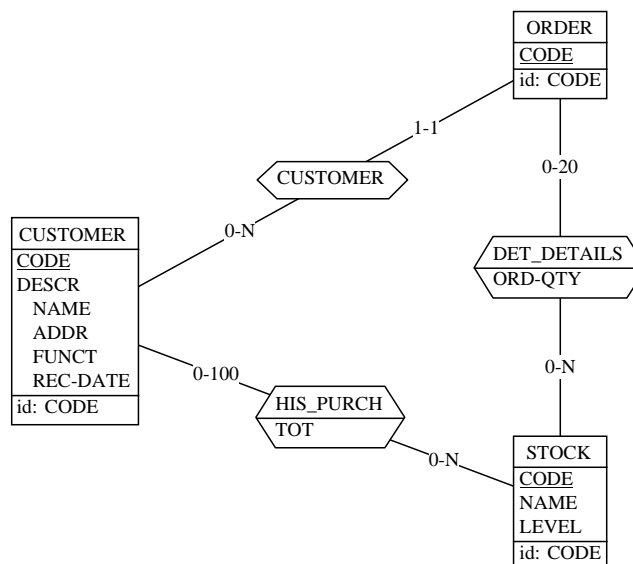 ORDER
CODE
id: CODE
1-1
0-20
CUSTOMER
0-N
CUSTOMER
CODE
DESCR
NAME
ADDR
FUNCT
REC-DATE
id: CODE
DET_DETAILS
ORD-QTY
0-100
0-N
HIS_PURCH
TOT
0-N
STOCK
CODE
NAME
LEVEL
id: CODE